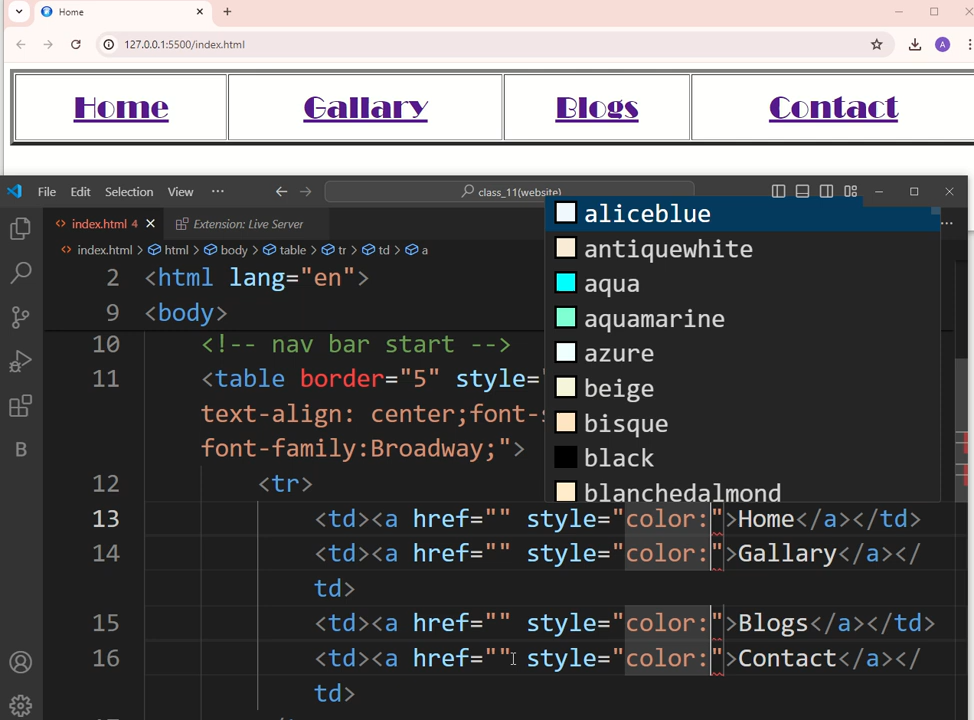 Home
127.0.0.1:5500/index.html
A
Home Gallary Blogs Contact
File Edit Selection View ··· class_11(website)
index.html 4 Extension: Live Server
index.html > html > body > table > tr > td > a
2 <html lang="en">
9 <body>
10 <!-- nav bar start -->
11 <table border="5" style=
text-align: center;font-s
font-family:Broadway;">
12 <tr>
13 <td><a href="" style="color:">Home</a></td>
14 <td><a href="" style="color:">Gallary</a></
td>
15 <td><a href="" style="color:">Blogs</a></td>
16 <td><a href="" style="color:">Contact</a></
td>
aliceblue
antiquewhite
aqua
aquamarine
azure
beige
bisque
black
blanchedalmond
B